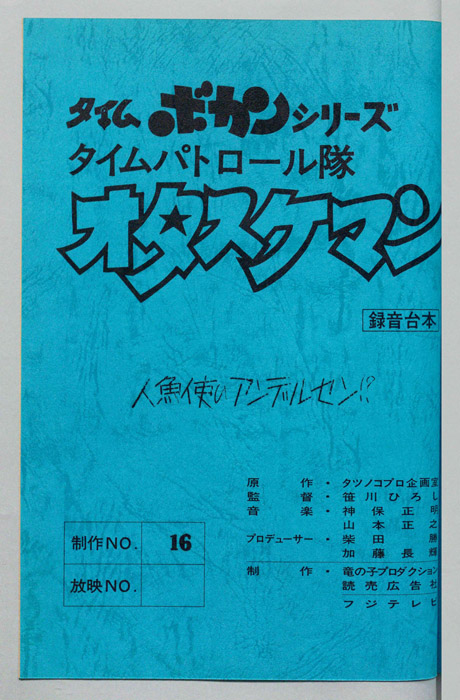 タイムボカンシリーズ
タイムパトロール隊
オタスケマン
録音台本
人魚使いアンデルセン!?
原作・タツノコプロ企画室
監督・笹川ひろし
音楽・神保正明
山本正之
プロデューサー・柴田勝
加藤長輝
制作・竜の子プロダクション
読売広告社
フジテレビ
制作NO. 16
放映NO.